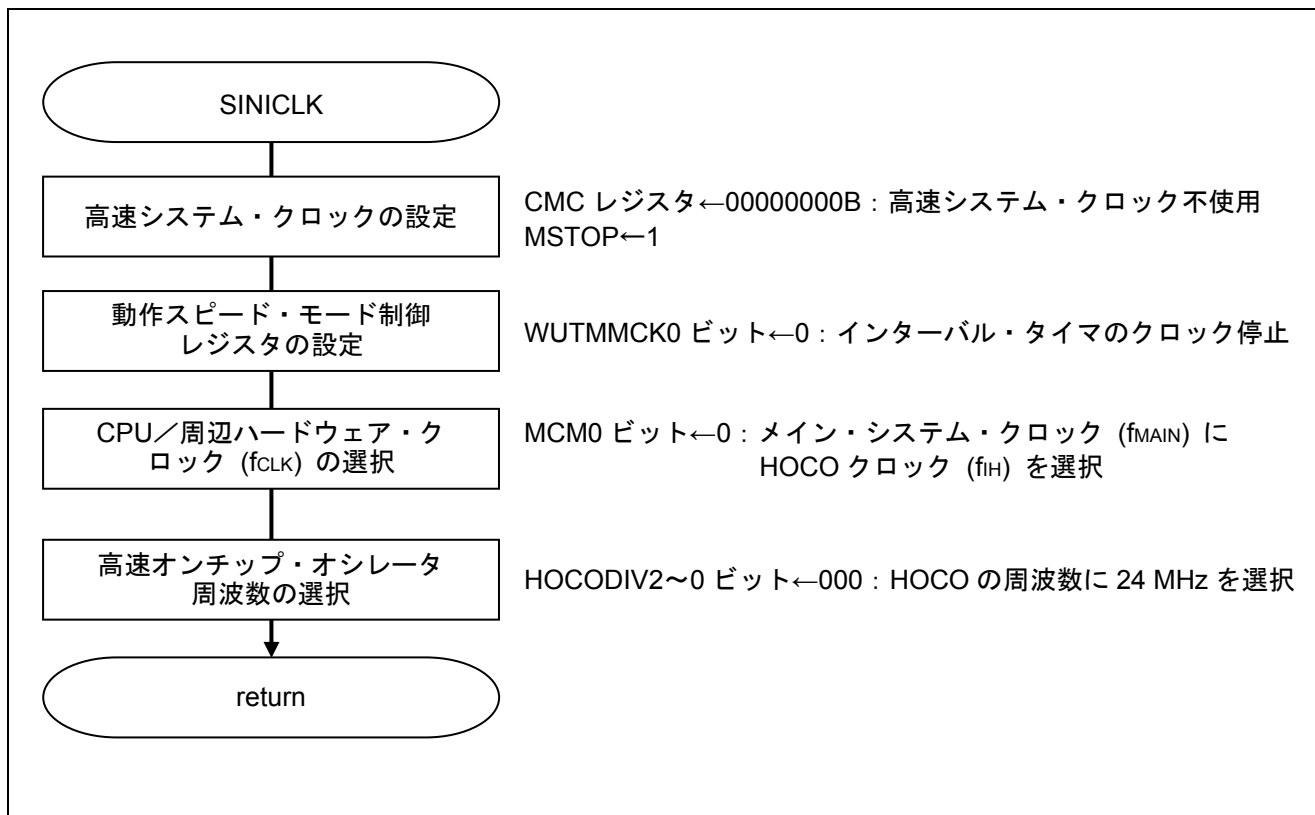 SINICLK
高速システム・クロックの設定
CMC レジスタ←00000000B：高速システム・クロック不使用
MSTOP←1
動作スピード・モード制御
レジスタの設定
WUTMMCK0 ビット←0：インターバル・タイマのクロック停止
CPU／周辺ハードウェア・ク
ロック (fCLK) の選択
MCM0 ビット←0：メイン・システム・クロック (fMAIN) に
HOCO クロック (fIH) を選択
高速オンチップ・オシレータ
周波数の選択
HOCODIV2～0 ビット←000：HOCO の周波数に 24 MHz を選択
return